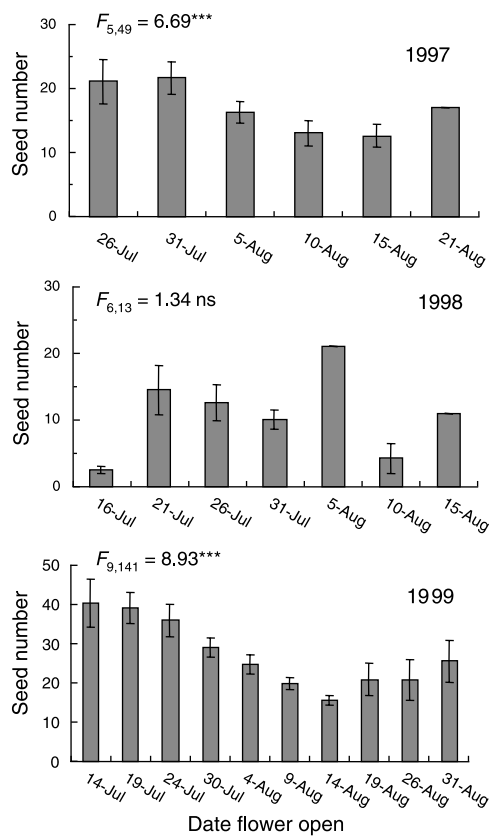 F5,49 = 6.69***
1997
Seed number
30
20
10
0
26-Jul 31-Jul 5-Aug 10-Aug 15-Aug 21-Aug
F6,13 = 1.34 ns
1998
Seed number
30
20
10
0
16-Jul 21-Jul 26-Jul 31-Jul 5-Aug 10-Aug 15-Aug
F9,141 = 8.93***
1999
Seed number
50
40
30
20
10
0
14-Jul 19-Jul 24-Jul 30-Jul 4-Aug 9-Aug 14-Aug 19-Aug 26-Aug 31-Aug
Date flower open